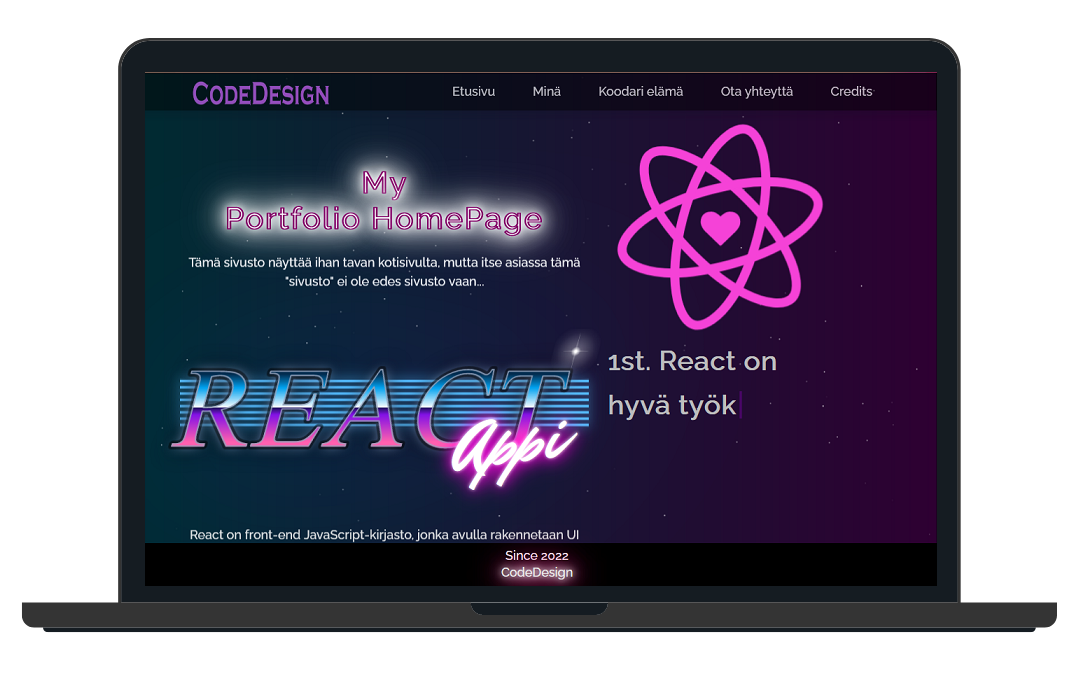 CODEDESIGN
Etusivu Minä Koodari elämä Ota yhteyttä Credits
My
Portfolio HomePage
Tämä sivusto näyttää ihan tavan kotisivulta, mutta itse asiassa tämä
"sivusto" ei ole edes sivusto vaan...
REACT
Appi
1st. React on
hyvä työk
React on front-end JavaScript-kirjasto, jonka avulla rakennetaan UI
Since 2022
CodeDesign